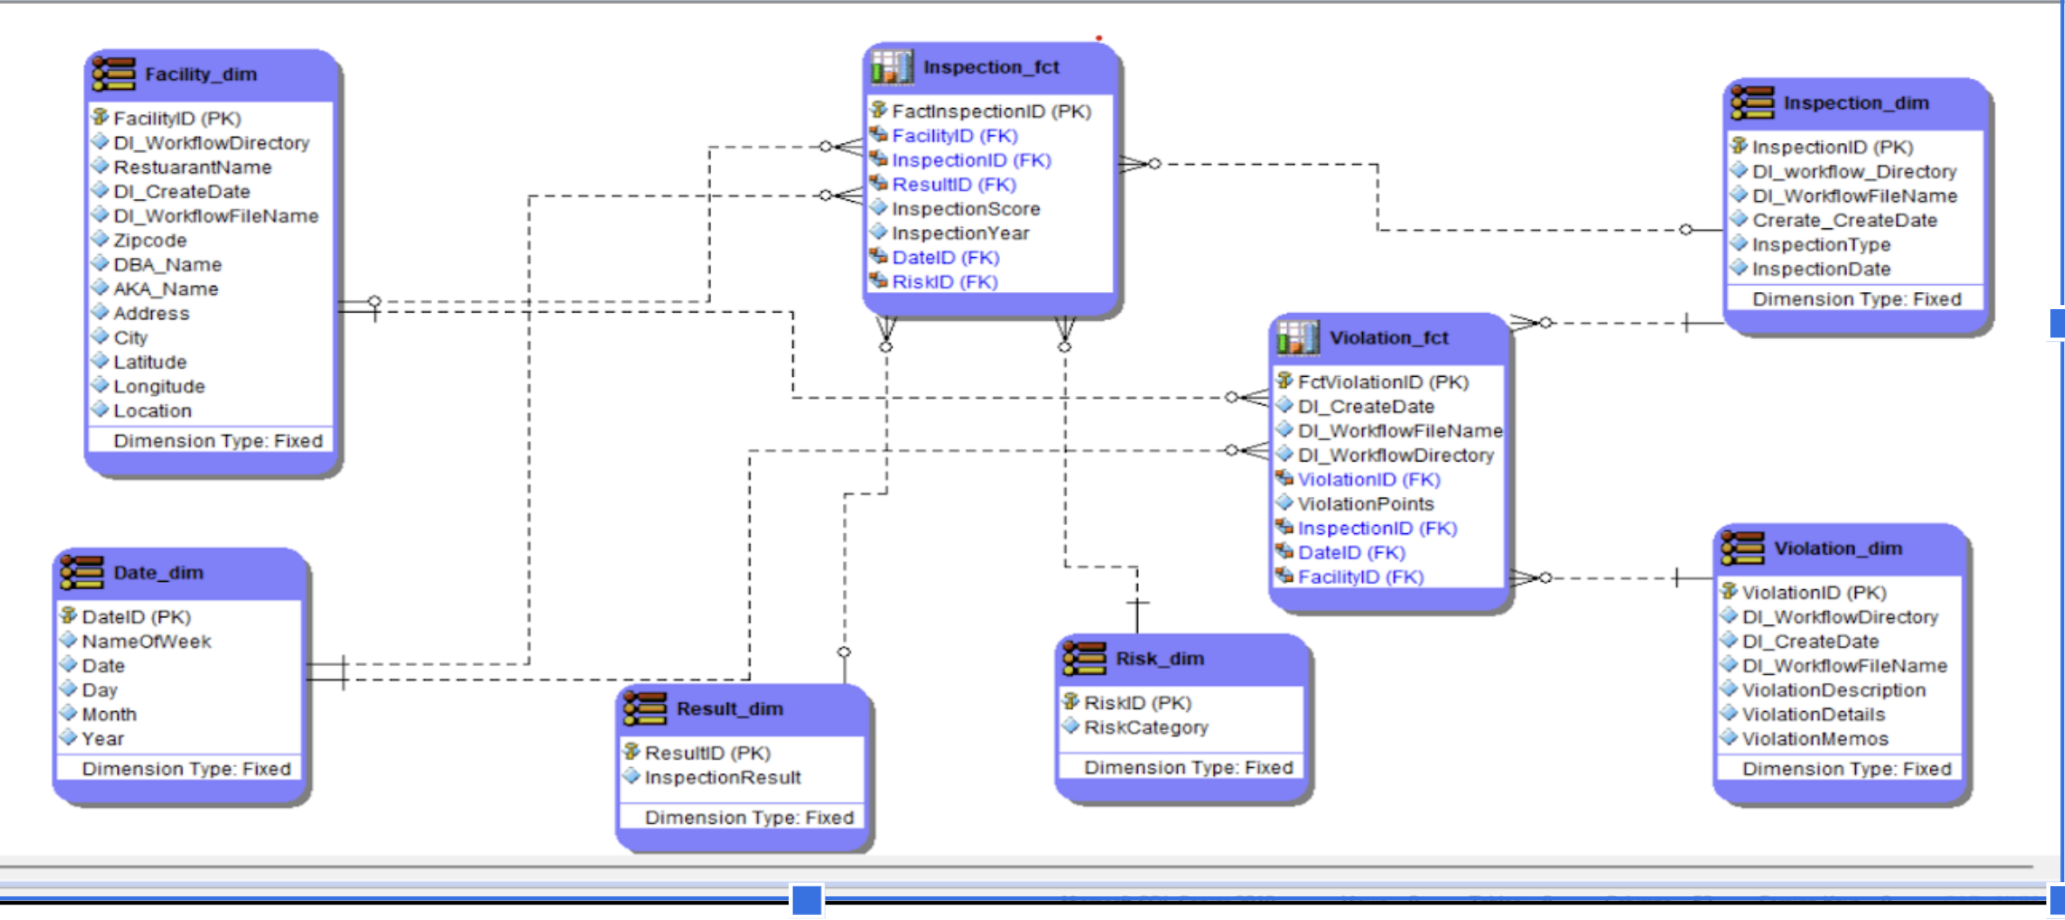 Facility_dim
FacilityID (PK)
DI_WorkflowDirectory
RestuarantName
DI_CreateDate
DI_WorkflowFileName
Zipcode
DBA_Name
AKA_Name
Address
City
Latitude
Longitude
Location
Dimension Type: Fixed
Inspection_fct
FactInspectionID (PK)
FacilityID (FK)
InspectionID (FK)
ResultID (FK)
InspectionScore
InspectionYear
DateID (FK)
RiskID (FK)
Inspection_dim
InspectionID (PK)
DI_workflow_Directory
DI_WorkflowFileName
Crerate_CreateDate
InspectionType
InspectionDate
Dimension Type: Fixed
Violation_fct
FctViolationID (PK)
DI_CreateDate
DI_WorkflowFileName
DI_WorkflowDirectory
ViolationID (FK)
ViolationPoints
InspectionID (FK)
DateID (FK)
FacilityID (FK)
Date_dim
DateID (PK)
NameOfWeek
Date
Day
Month
Year
Dimension Type: Fixed
Result_dim
ResultID (PK)
InspectionResult
Dimension Type: Fixed
Risk_dim
RiskID (PK)
RiskCategory
Dimension Type: Fixed
Violation_dim
ViolationID (PK)
DI_WorkflowDirectory
DI_CreateDate
DI_WorkflowFileName
ViolationDescription
ViolationDetails
ViolationMemos
Dimension Type: Fixed